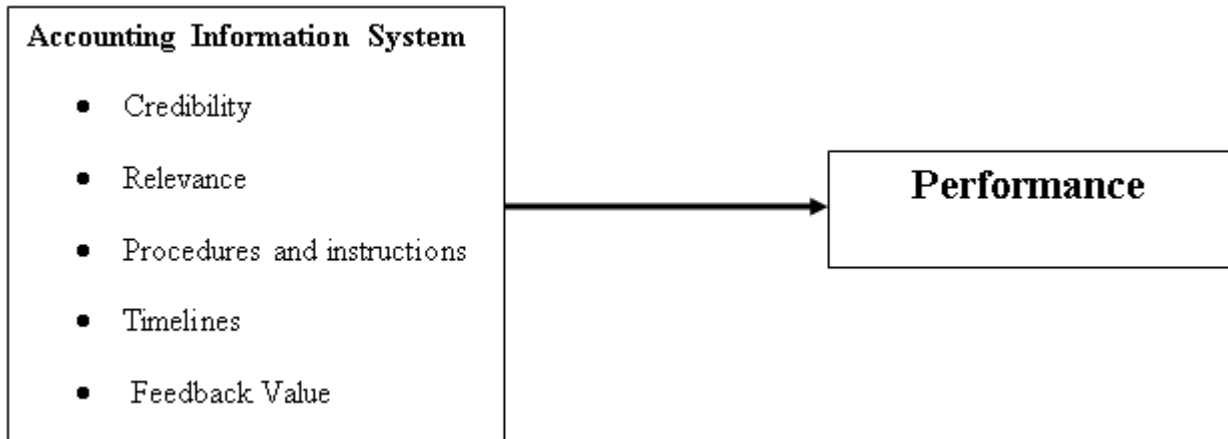 Accounting Information System
• Credibility
• Relevance
• Procedures and instructions
• Timelines
• Feedback Value
Performance